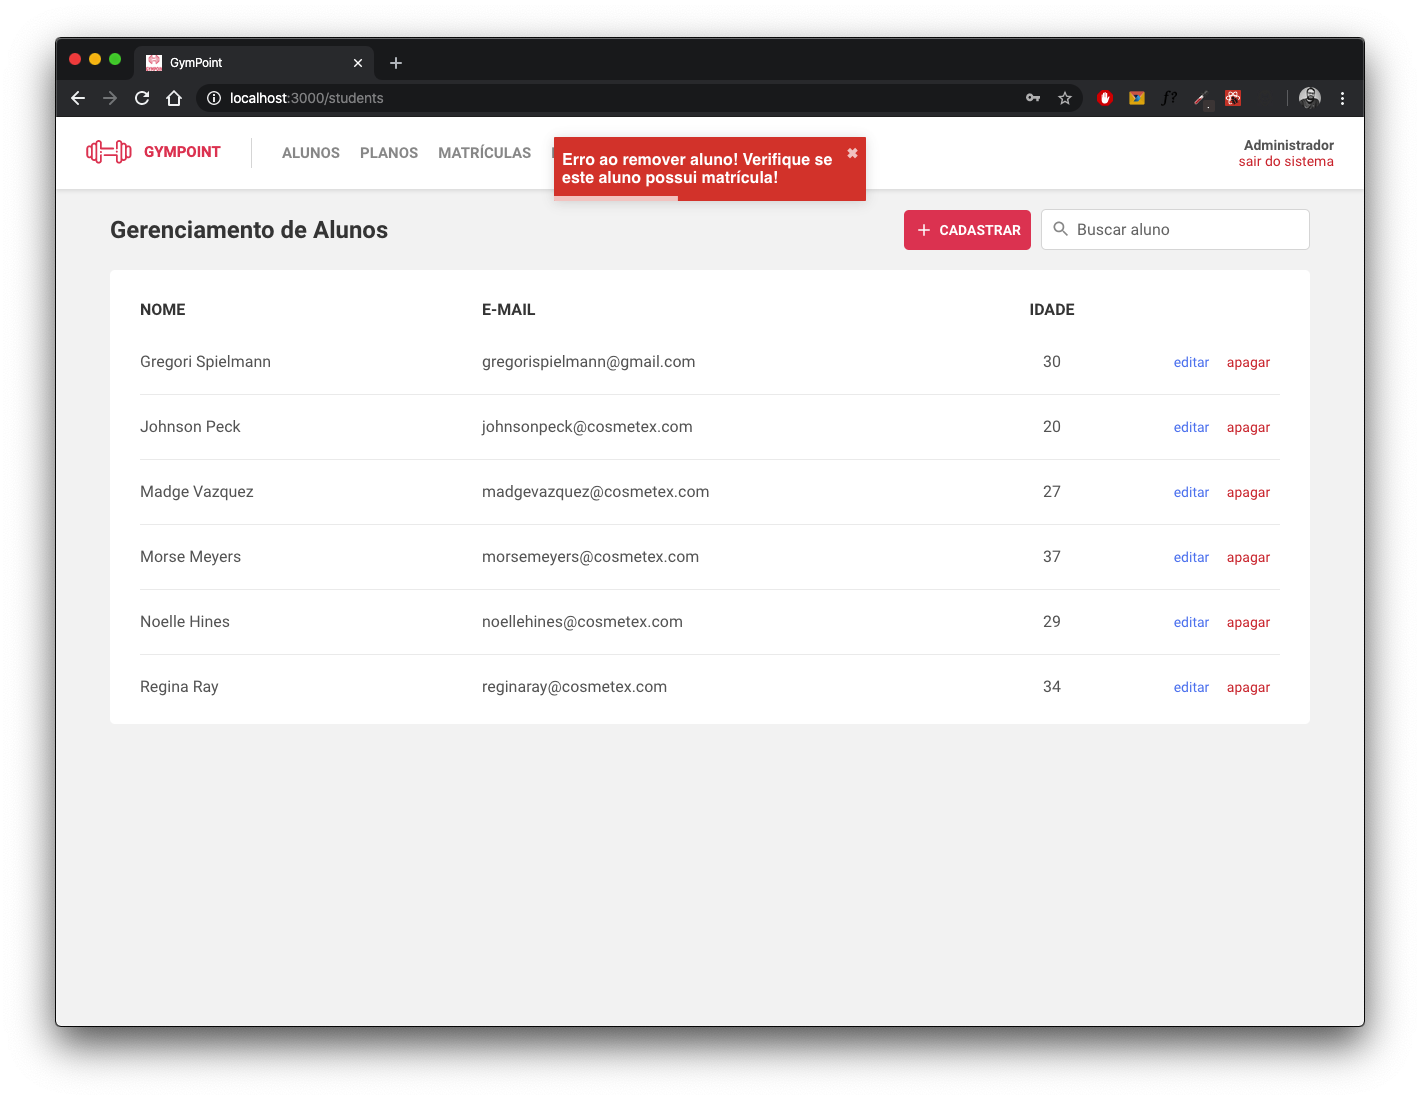 GymPoint
localhost:3000/students
GYMPOINT
ALUNOS PLANOS MATRÍCULAS
Erro ao remover aluno! Verifique se
este aluno possui matrícula!
Administrador
sair do sistema
Gerenciamento de Alunos
CADASTRAR
Buscar aluno
NOME E-MAIL IDADE
Gregori Spielmann gregorispielmann@gmail.com 30 editar apagar
Johnson Peck johnsonpeck@cosmetex.com 20 editar apagar
Madge Vazquez madgevazquez@cosmetex.com 27 editar apagar
Morse Meyers morsemeyers@cosmetex.com 37 editar apagar
Noelle Hines noellehines@cosmetex.com 29 editar apagar
Regina Ray reginaray@cosmetex.com 34 editar apagar